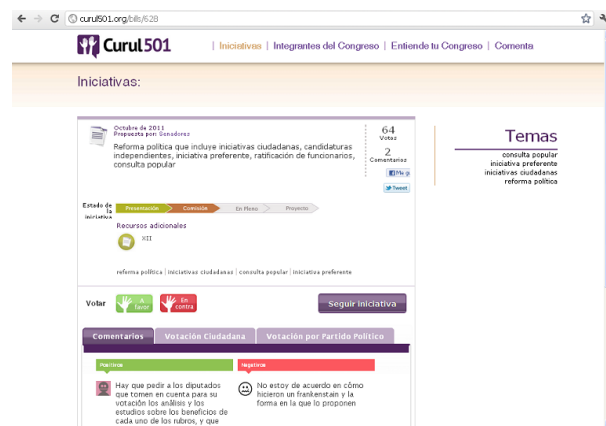 curul501.org/bills/628
Curul501
| Iniciativas | Integrantes del Congreso | Entiende tu Congreso | Comenta
Iniciativas:
Octubre de 2011
Propuesta por: Senadores
Reforma política que incluye iniciativas ciudadanas, candidaturas
independientes, iniciativa preferente, ratificación de funcionarios,
consulta popular
64
Votos
2
Comentarios
Me g
Tweet
Temas
consulta popular
iniciativa preferente
iniciativas ciudadanas
reforma política
Estado de
la
iniciativa
Presentación
Comisión
En Pleno
Proyecto
Recursos adicionales
XII
reforma política | iniciativas ciudadanas | consulta popular | iniciativa preferente
Votar
A
favor
En
contra
Seguir iniciativa
Comentarios
Votación Ciudadana
Votación por Partido Político
Positivos
Negativos
Hay que pedir a los diputados
que tomen en cuenta para su
votación los análisis y los
estudios sobre los beneficios de
cada uno de los rubros, y que
No estoy de acuerdo en cómo
hicieron un frankenstain y la
forma en la que lo proponen